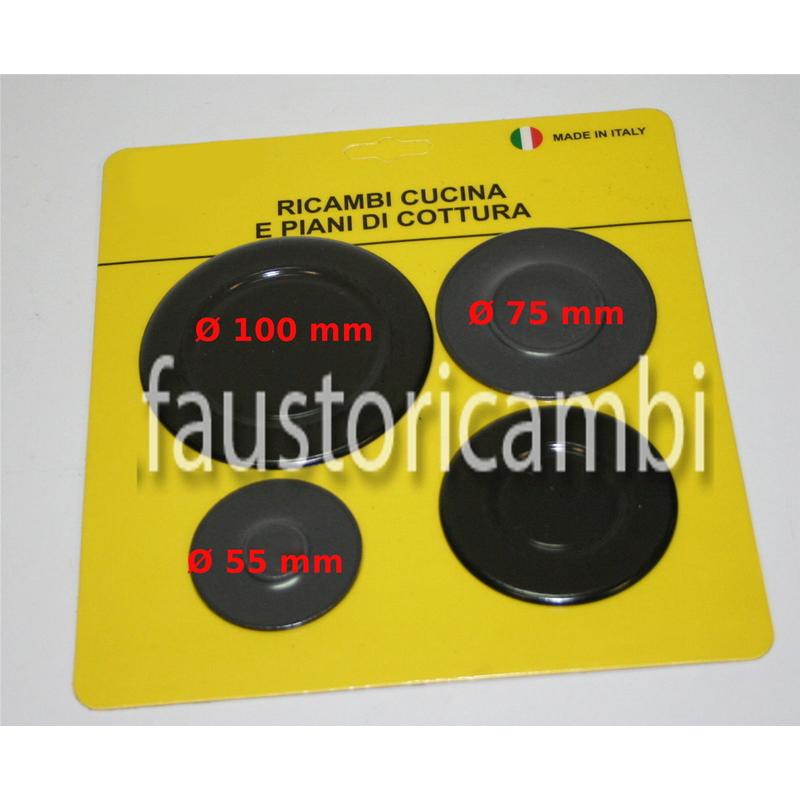 MADE IN ITALY
RICAMBI CUCINA
E PIANI DI COTTURA
Ø 100 mm
Ø 75 mm
faustoricambi
Ø 55 mm